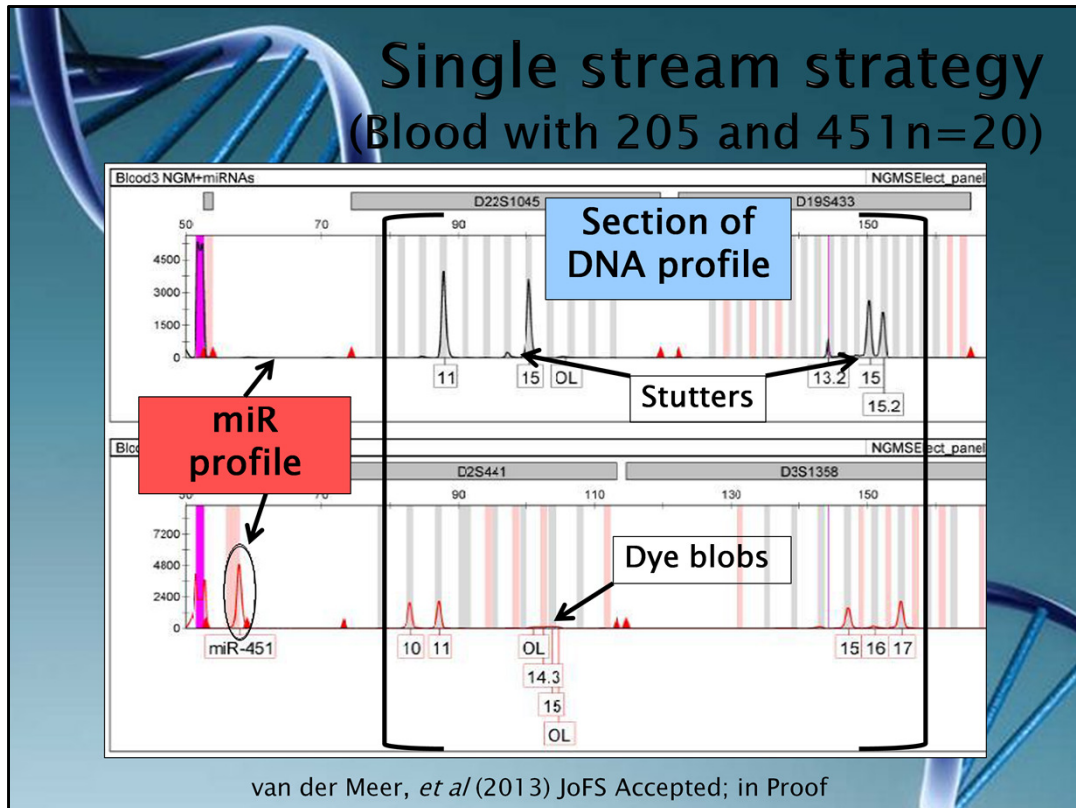 Single stream strategy
(Blood with 205 and 451n=20)
Blood3 NGM+miRNAs NGMSElect_panel
D22S1045 D19S433
50 70 90 150
Section of
DNA profile
4500
3000
1500
0
11 15 OL 13.2 15
15.2
Stutters
miR
profile
NGMSElect_panel
D2S441 D3S1358
70 90 110 130 150
7200
4800
2400
0
Dye blobs
miR-451 10 11 OL 15 16 17
14.3
15
OL
van der Meer, et al (2013) JoFS Accepted; in Proof